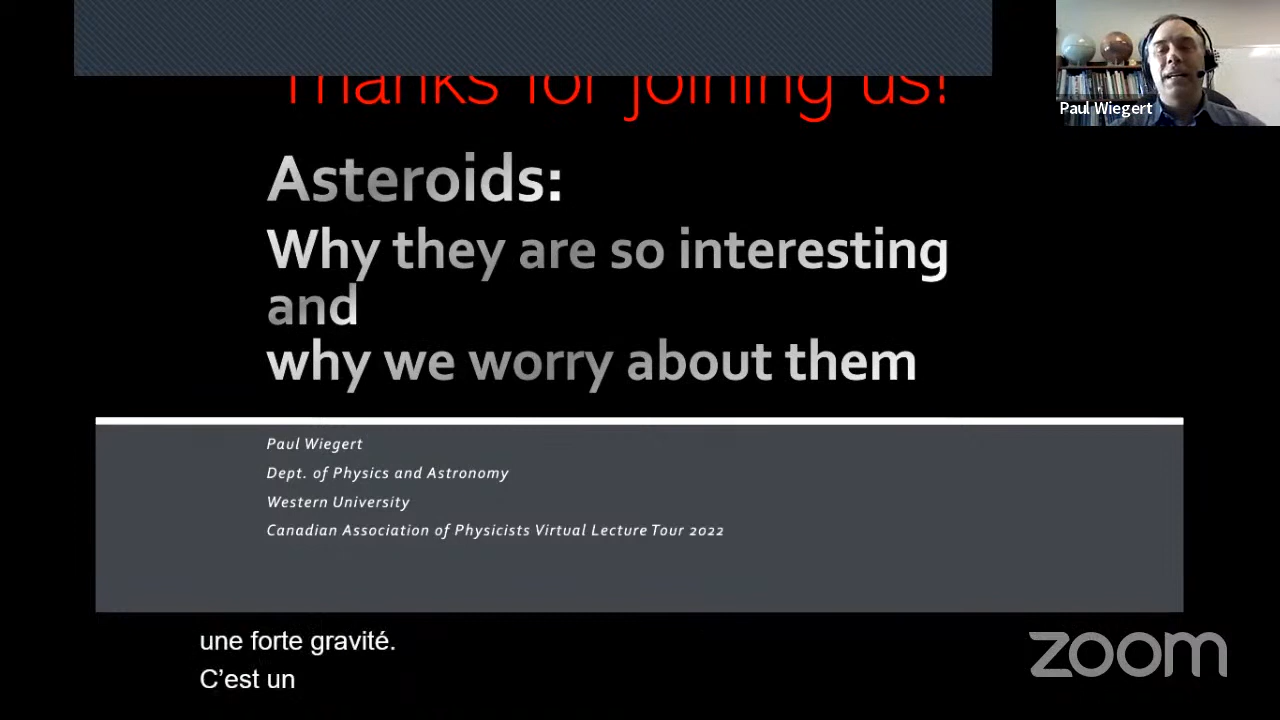 Thanks for joining us!
Paul Wiegert
Asteroids:
Why they are so interesting
and
why we worry about them
Paul Wiegert
Dept. of Physics and Astronomy
Western University
Canadian Association of Physicists Virtual Lecture Tour 2022
une forte gravité.
C’est un
zoom